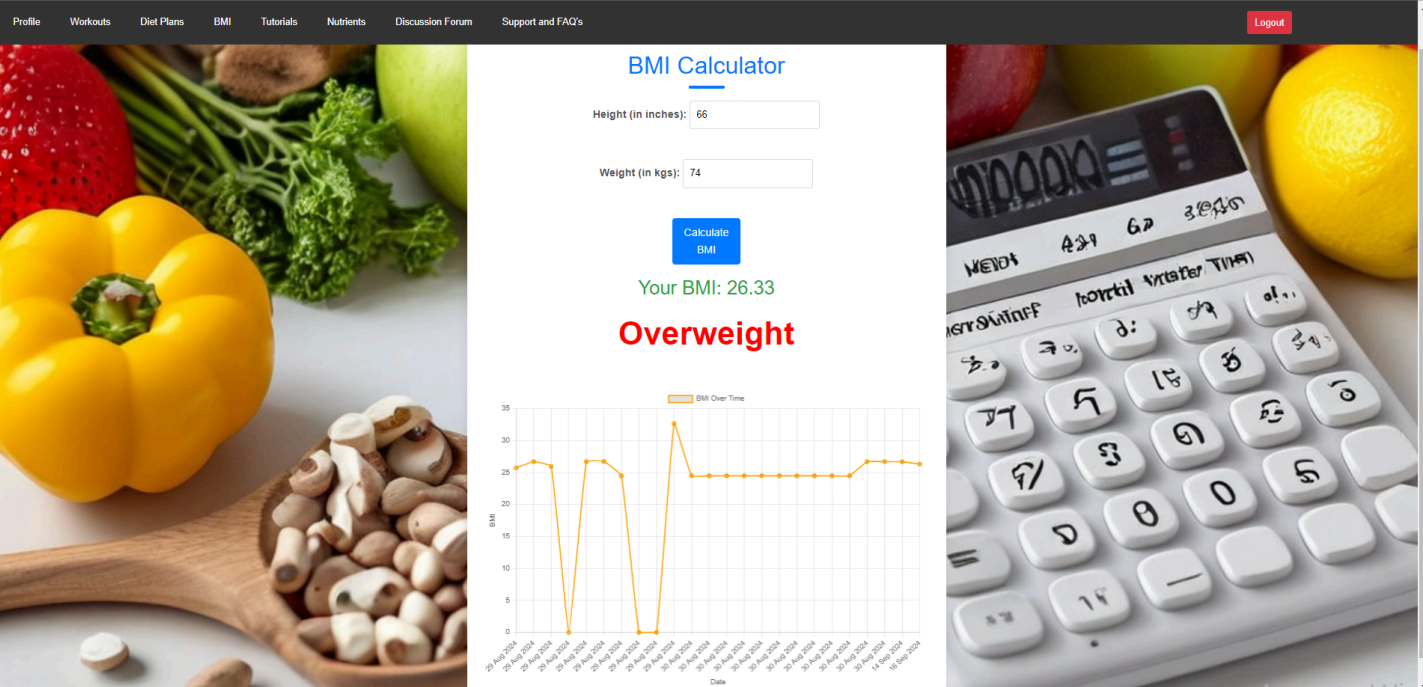 Profile Workouts Diet Plans BMI Tutorials Nutrients Discussion Forum Support and FAQ's Logout
BMI Calculator
Height (in inches): 66
Weight (in kgs): 74
Calculate
BMI
Your BMI: 26.33
Overweight
BMI Over Time
35
30
25
20
15
10
5
0
BMI
29 Aug 2024
29 Aug 2024
29 Aug 2024
29 Aug 2024
29 Aug 2024
29 Aug 2024
29 Aug 2024
29 Aug 2024
29 Aug 2024
29 Aug 2024
30 Aug 2024
30 Aug 2024
30 Aug 2024
30 Aug 2024
30 Aug 2024
30 Aug 2024
30 Aug 2024
30 Aug 2024
30 Aug 2024
30 Aug 2024
30 Aug 2024
30 Aug 2024
14 Sep 2024
16 Sep 2024
Date